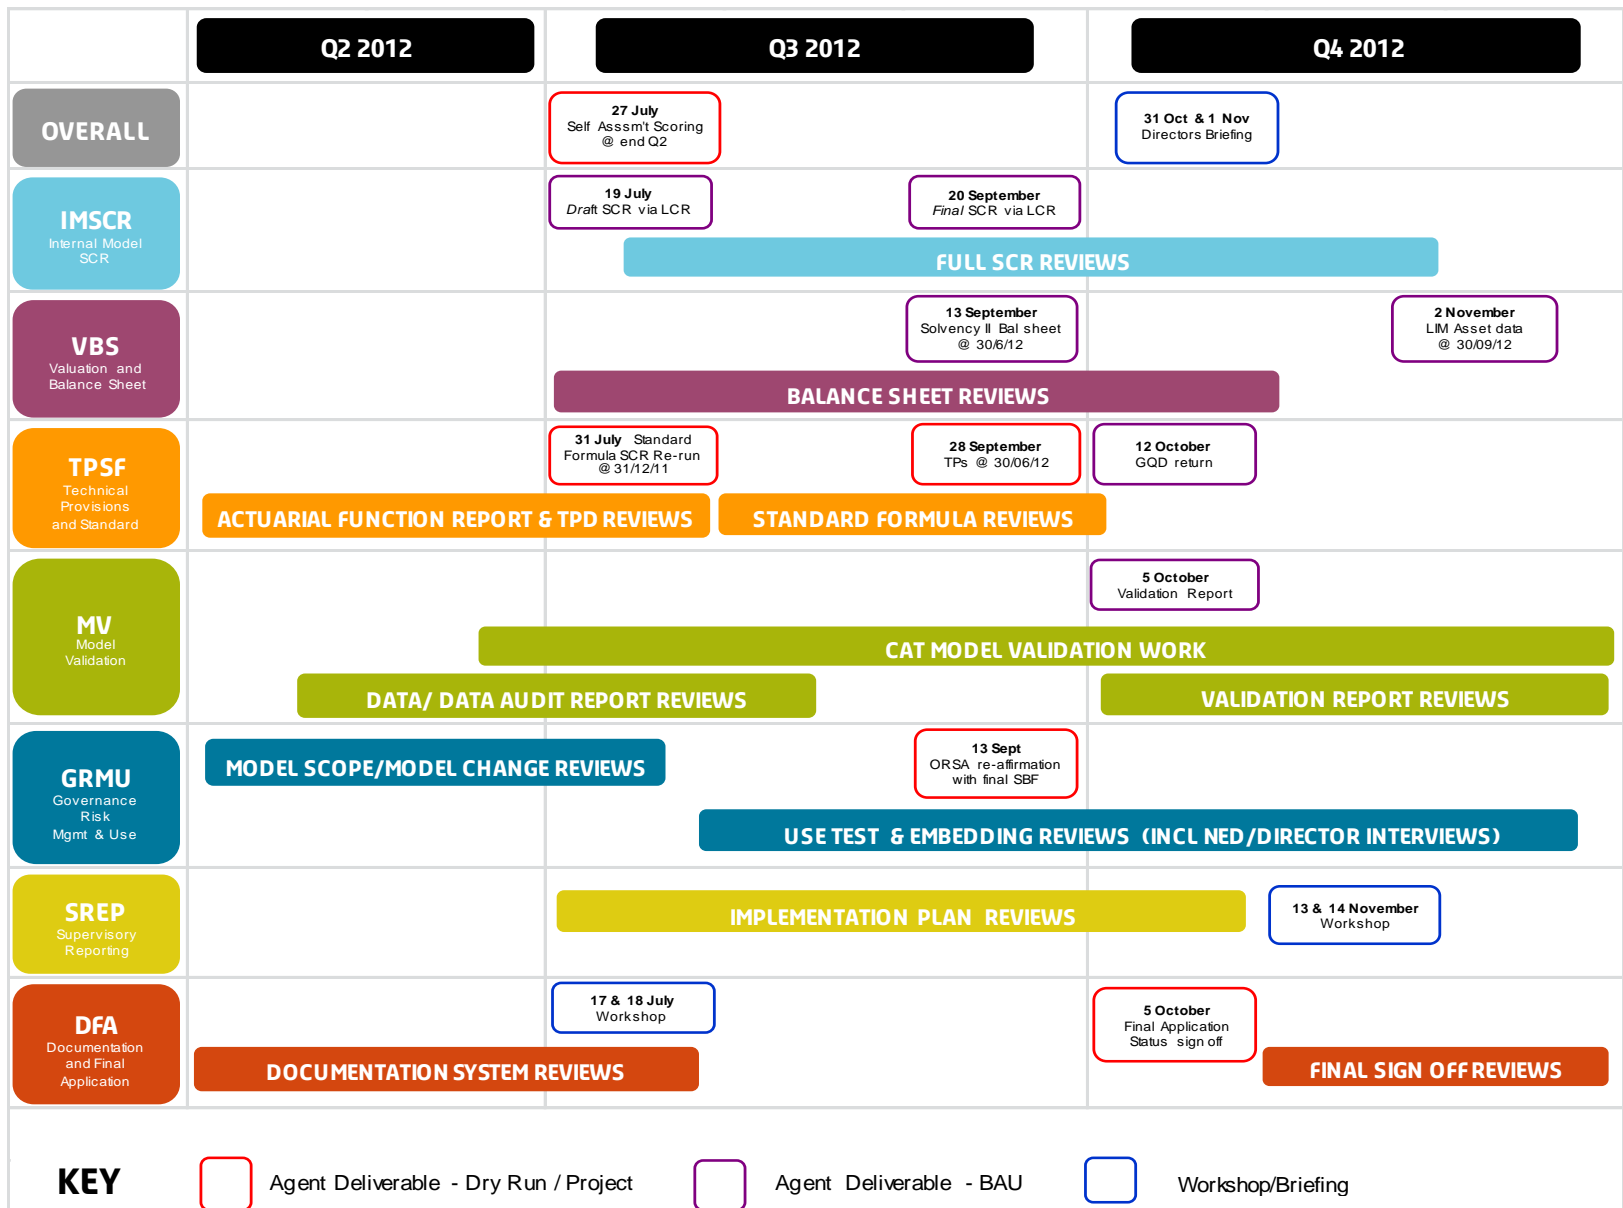 Q2 2012
Q3 2012
Q4 2012
OVERALL
27 July
Self Asssm't Scoring
@ end Q2
31 Oct & 1 Nov
Directors Briefing
IMSCR
Internal Model
SCR
19 July
Draft SCR via LCR
20 September
Final SCR via LCR
FULL SCR REVIEWS
VBS
Valuation and
Balance Sheet
13 September
Solvency II Bal sheet
@ 30/6/12
2 November
LIM Asset data
@ 30/09/12
BALANCE SHEET REVIEWS
TPSF
Technical
Provisions
and Standard
31 July Standard
Formula SCR Re-run
@31/12/11
28 September
TPs @ 30/06/12
12 October
GQD return
ACTUARIAL FUNCTION REPORT & TPD REVIEWS
STANDARD FORMULA REVIEWS
MV
Model
Validation
5 October
Validation Report
CAT MODEL VALIDATION WORK
DATA/ DATA AUDIT REPORT REVIEWS
VALIDATION REPORT REVIEWS
GRMU
Governance
Risk
Mgmt & Use
MODEL SCOPE/MODEL CHANGE REVIEWS
13 Sept
ORSA re-affirmation
with final SBF
USE TEST & EMBEDDING REVIEWS (INCL NED/DIRECTOR INTERVIEWS)
SREP
Supervisory
Reporting
IMPLEMENTATION PLAN REVIEWS
13 & 14 November
Workshop
DFA
Documentation
and Final
Application
17 & 18 July
Workshop
5 October
Final Application
Status sign off
DOCUMENTATION SYSTEM REVIEWS
FINAL SIGN OFF REVIEWS
KEY
Agent Deliverable - Dry Run / Project
Agent Deliverable - BAU
Workshop/Briefing